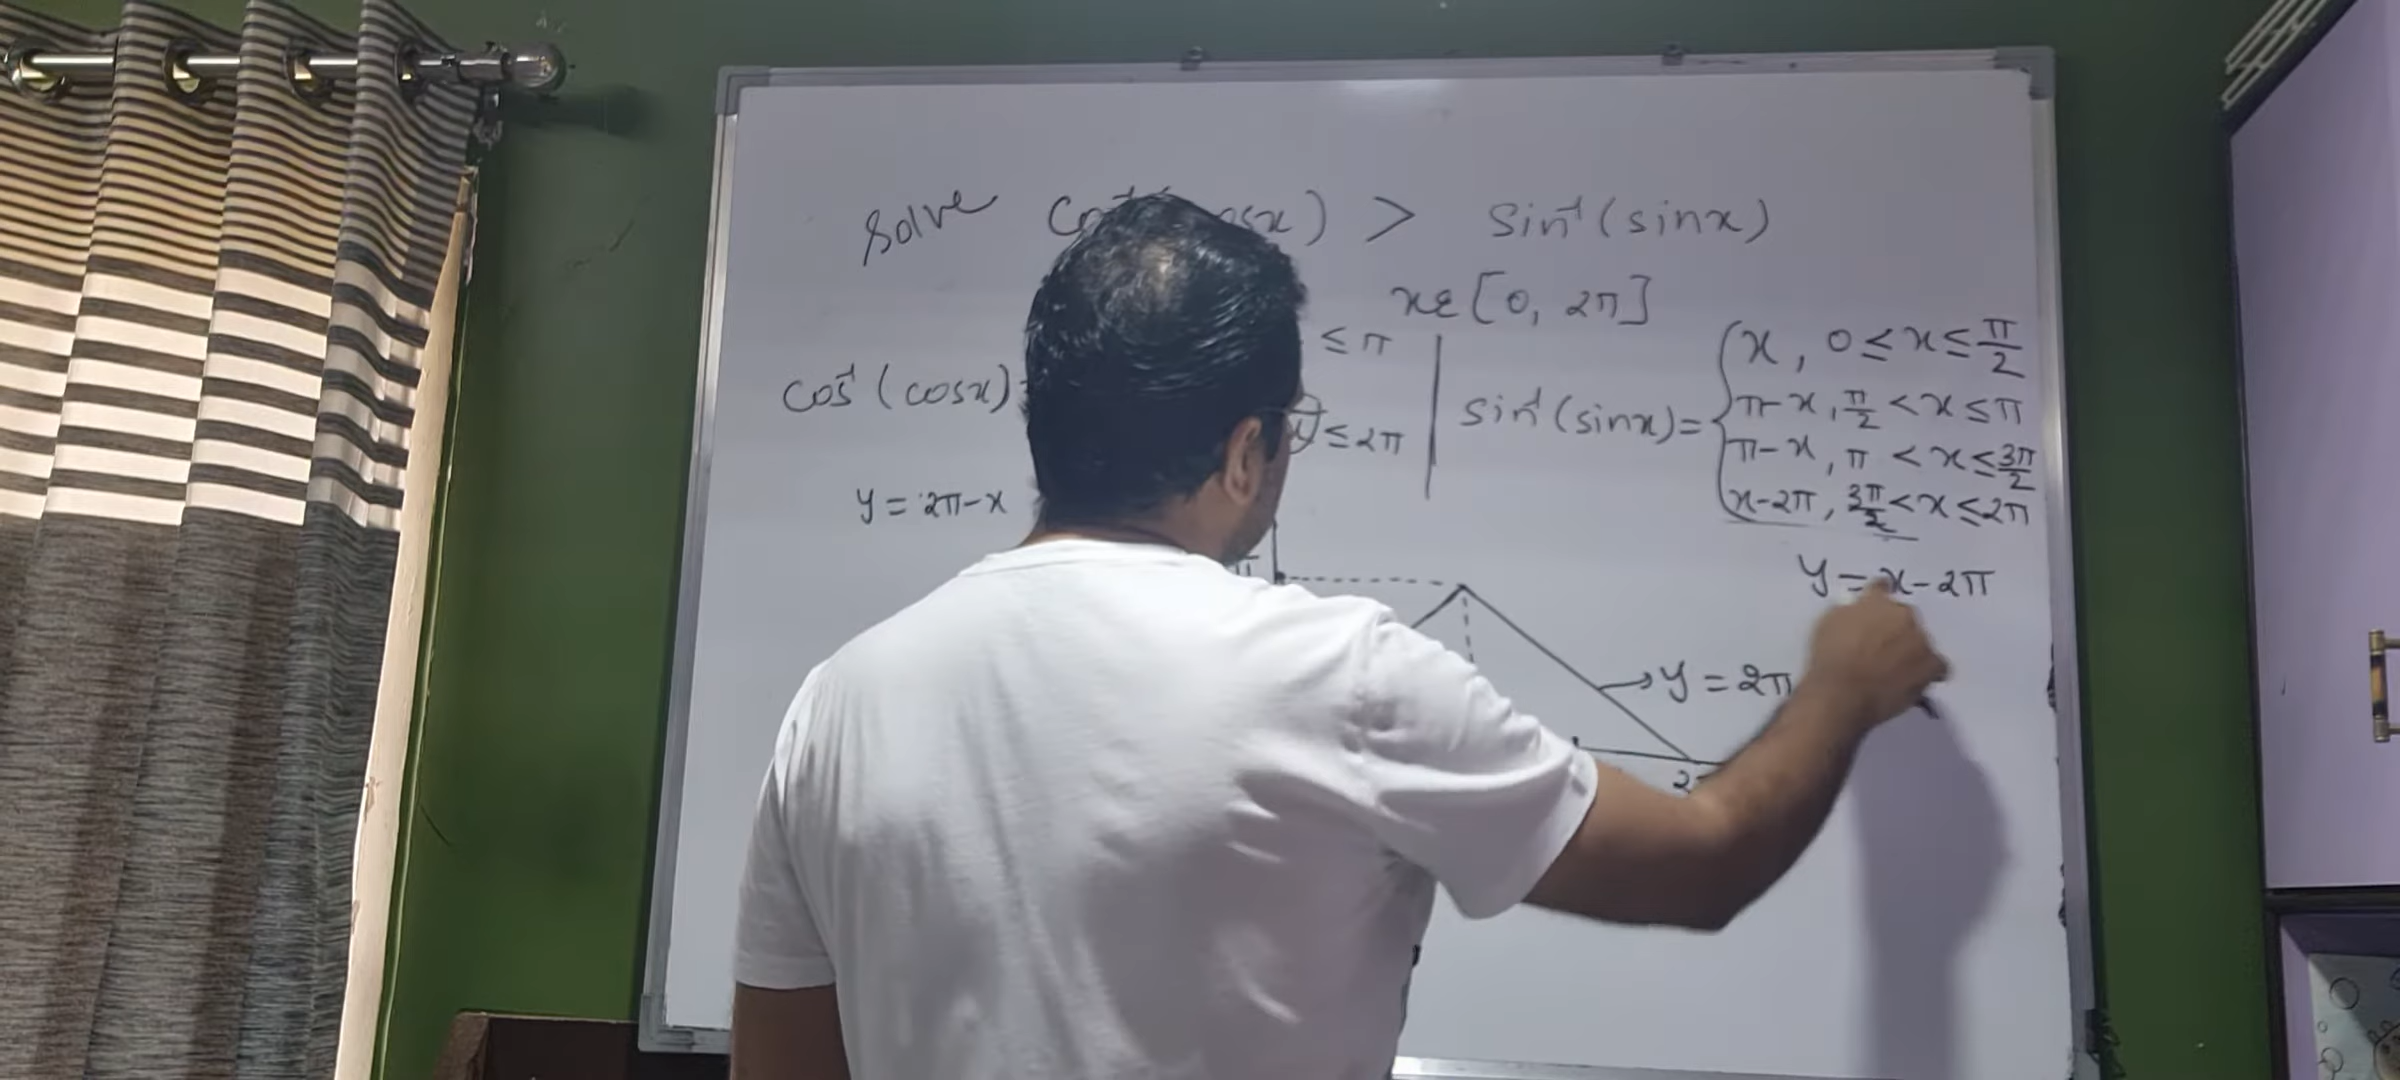 Solve cos⁻¹(cosx) > sin⁻¹(sinx)
x∈[0, 2π]
cos⁻¹(cosx)=
≤ π
≤ 2π
sin⁻¹(sinx)=
x, 0≤x≤π/2
π-x, π/2<x≤π
π-x, π<x≤3π/2
x-2π, 3π/2<x≤2π
y = 2π-x
y = x-2π
π
y = 2π